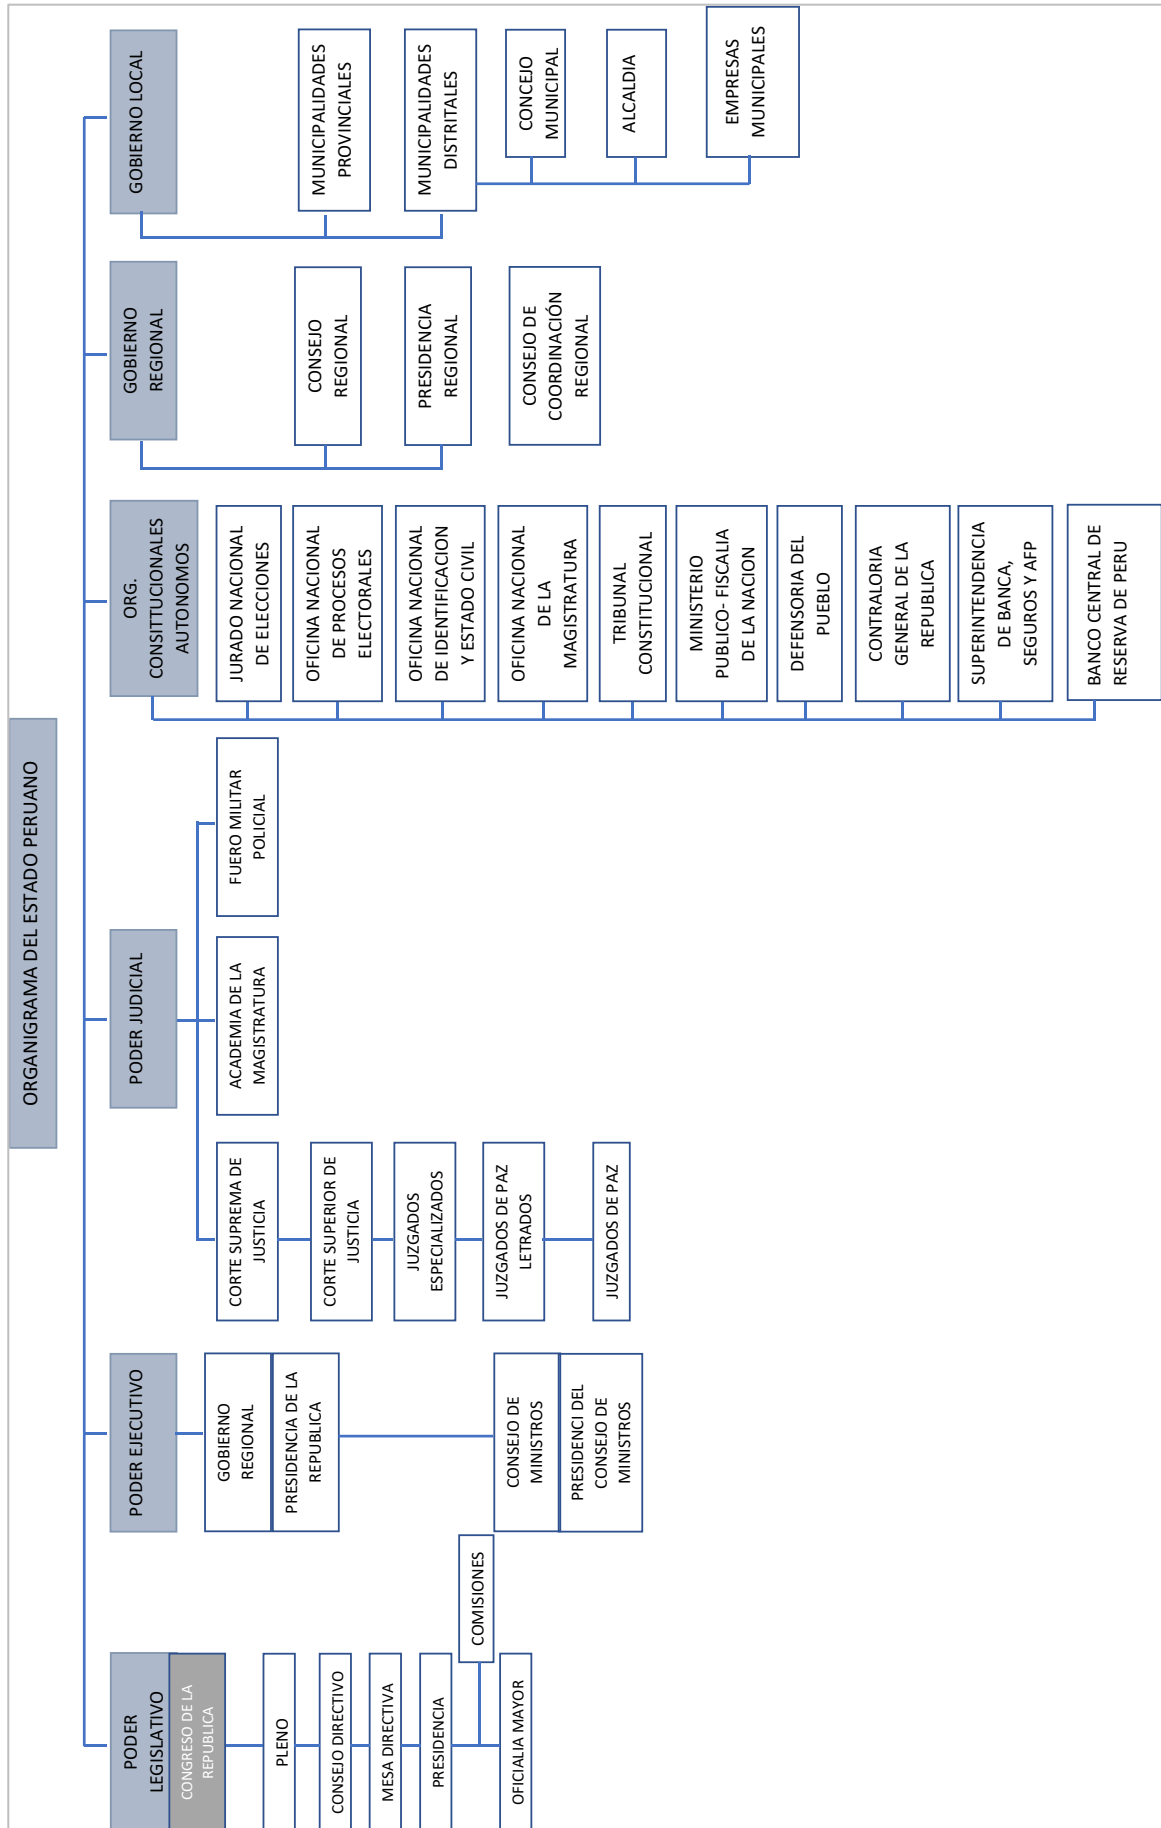 ORGANIGRAMA DEL ESTADO PERUANO
PODER
LEGISLATIVO
CONGRESO DE LA
REPUBLICA
PLENO
CONSEJO DIRECTIVO
MESA DIRECTIVA
PRESIDENCIA
COMISIONES
OFICIALIA MAYOR
PODER EJECUTIVO
GOBIERNO
REGIONAL
PRESIDENCIA DE LA
REPUBLICA
CONSEJO DE
MINISTROS
PRESIDENCI DEL
CONSEJO DE
MINISTROS
PODER JUDICIAL
CORTE SUPREMA DE
JUSTICIA
CORTE SUPERIOR DE
JUSTICIA
JUZGADOS
ESPECIALIZADOS
JUZGADOS DE PAZ
LETRADOS
JUZGADOS DE PAZ
ACADEMIA DE LA
MAGISTRATURA
FUERO MILITAR
POLICIAL
ORG.
CONSITTUCIONALES
AUTONOMOS
JURADO NACIONAL
DE ELECCIONES
OFICINA NACIONAL
DE PROCESOS
ELECTORALES
OFICINA NACIONAL
DE IDENTIFICACION
Y ESTADO CIVIL
OFICINA NACIONAL
DE LA
MAGISTRATURA
TRIBUNAL
CONSTITUCIONAL
MINISTERIO
PUBLICO- FISCALIA
DE LA NACION
DEFENSORIA DEL
PUEBLO
CONTRALORIA
GENERAL DE LA
REPUBLICA
SUPERINTENDENCIA
DE BANCA,
SEGUROS Y AFP
BANCO CENTRAL DE
RESERVA DE PERU
GOBIERNO
REGIONAL
CONSEJO
REGIONAL
PRESIDENCIA
REGIONAL
CONSEJO DE
COORDINACIÓN
REGIONAL
GOBIERNO LOCAL
MUNICIPALIDADES
PROVINCIALES
MUNICIPALIDADES
DISTRITALES
CONCEJO
MUNICIPAL
ALCALDIA
EMPRESAS
MUNICIPALES